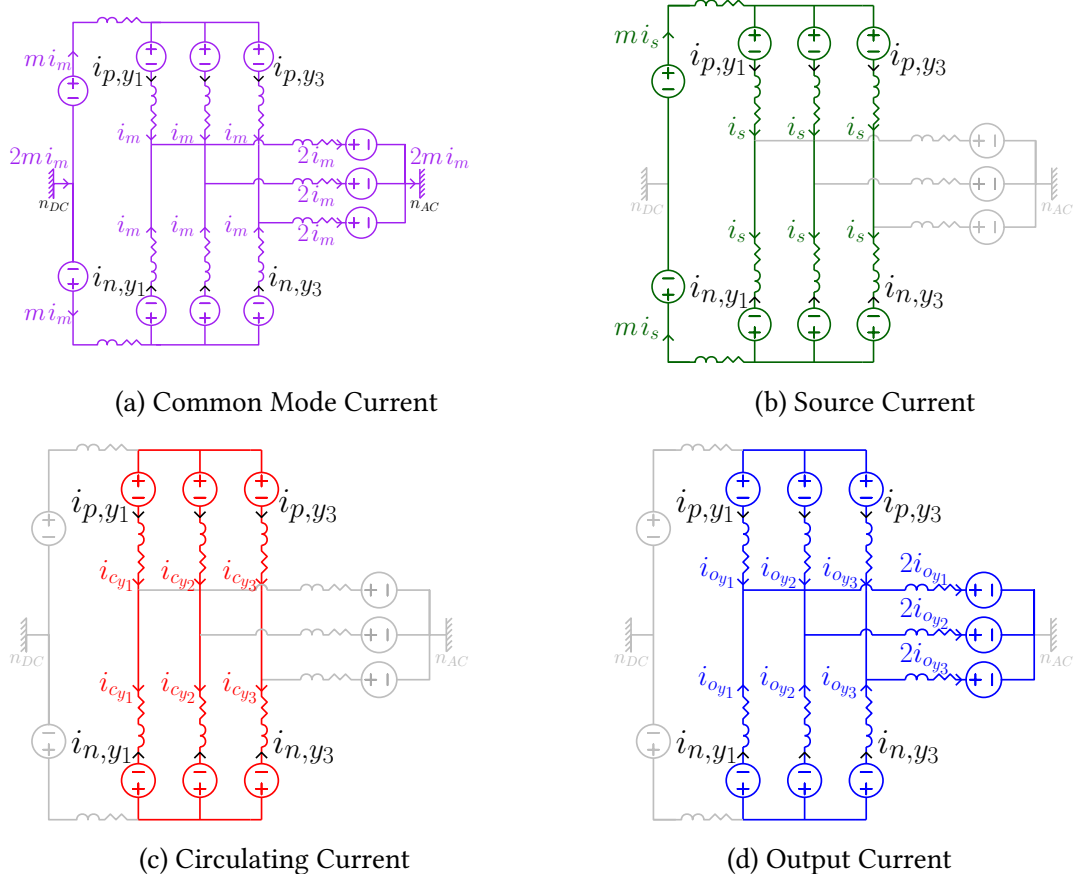 mi_m
i_{p,y_1} i_{p,y_3}
i_m i_m i_m
2i_m
2mi_m 2mi_m
2i_m
n_{DC} n_{AC}
2i_m
i_m i_m i_m
i_{n,y_1} i_{n,y_3}
mi_m
(a) Common Mode Current
mi_s
i_{p,y_1} i_{p,y_3}
i_s i_s i_s
n_{DC} n_{AC}
i_s i_s i_s
i_{n,y_1} i_{n,y_3}
mi_s
(b) Source Current
i_{p,y_1} i_{p,y_3}
i_{c_{y_1}} i_{c_{y_2}} i_{c_{y_3}}
n_{DC} n_{AC}
i_{c_{y_1}} i_{c_{y_2}} i_{c_{y_3}}
i_{n,y_1} i_{n,y_3}
(c) Circulating Current
i_{p,y_1} i_{p,y_3}
i_{o_{y_1}} i_{o_{y_2}} i_{o_{y_3}} 2i_{o_{y_1}}
2i_{o_{y_2}}
n_{DC} n_{AC}
2i_{o_{y_3}}
i_{o_{y_1}} i_{o_{y_2}} i_{o_{y_3}}
i_{n,y_1} i_{n,y_3}
(d) Output Current